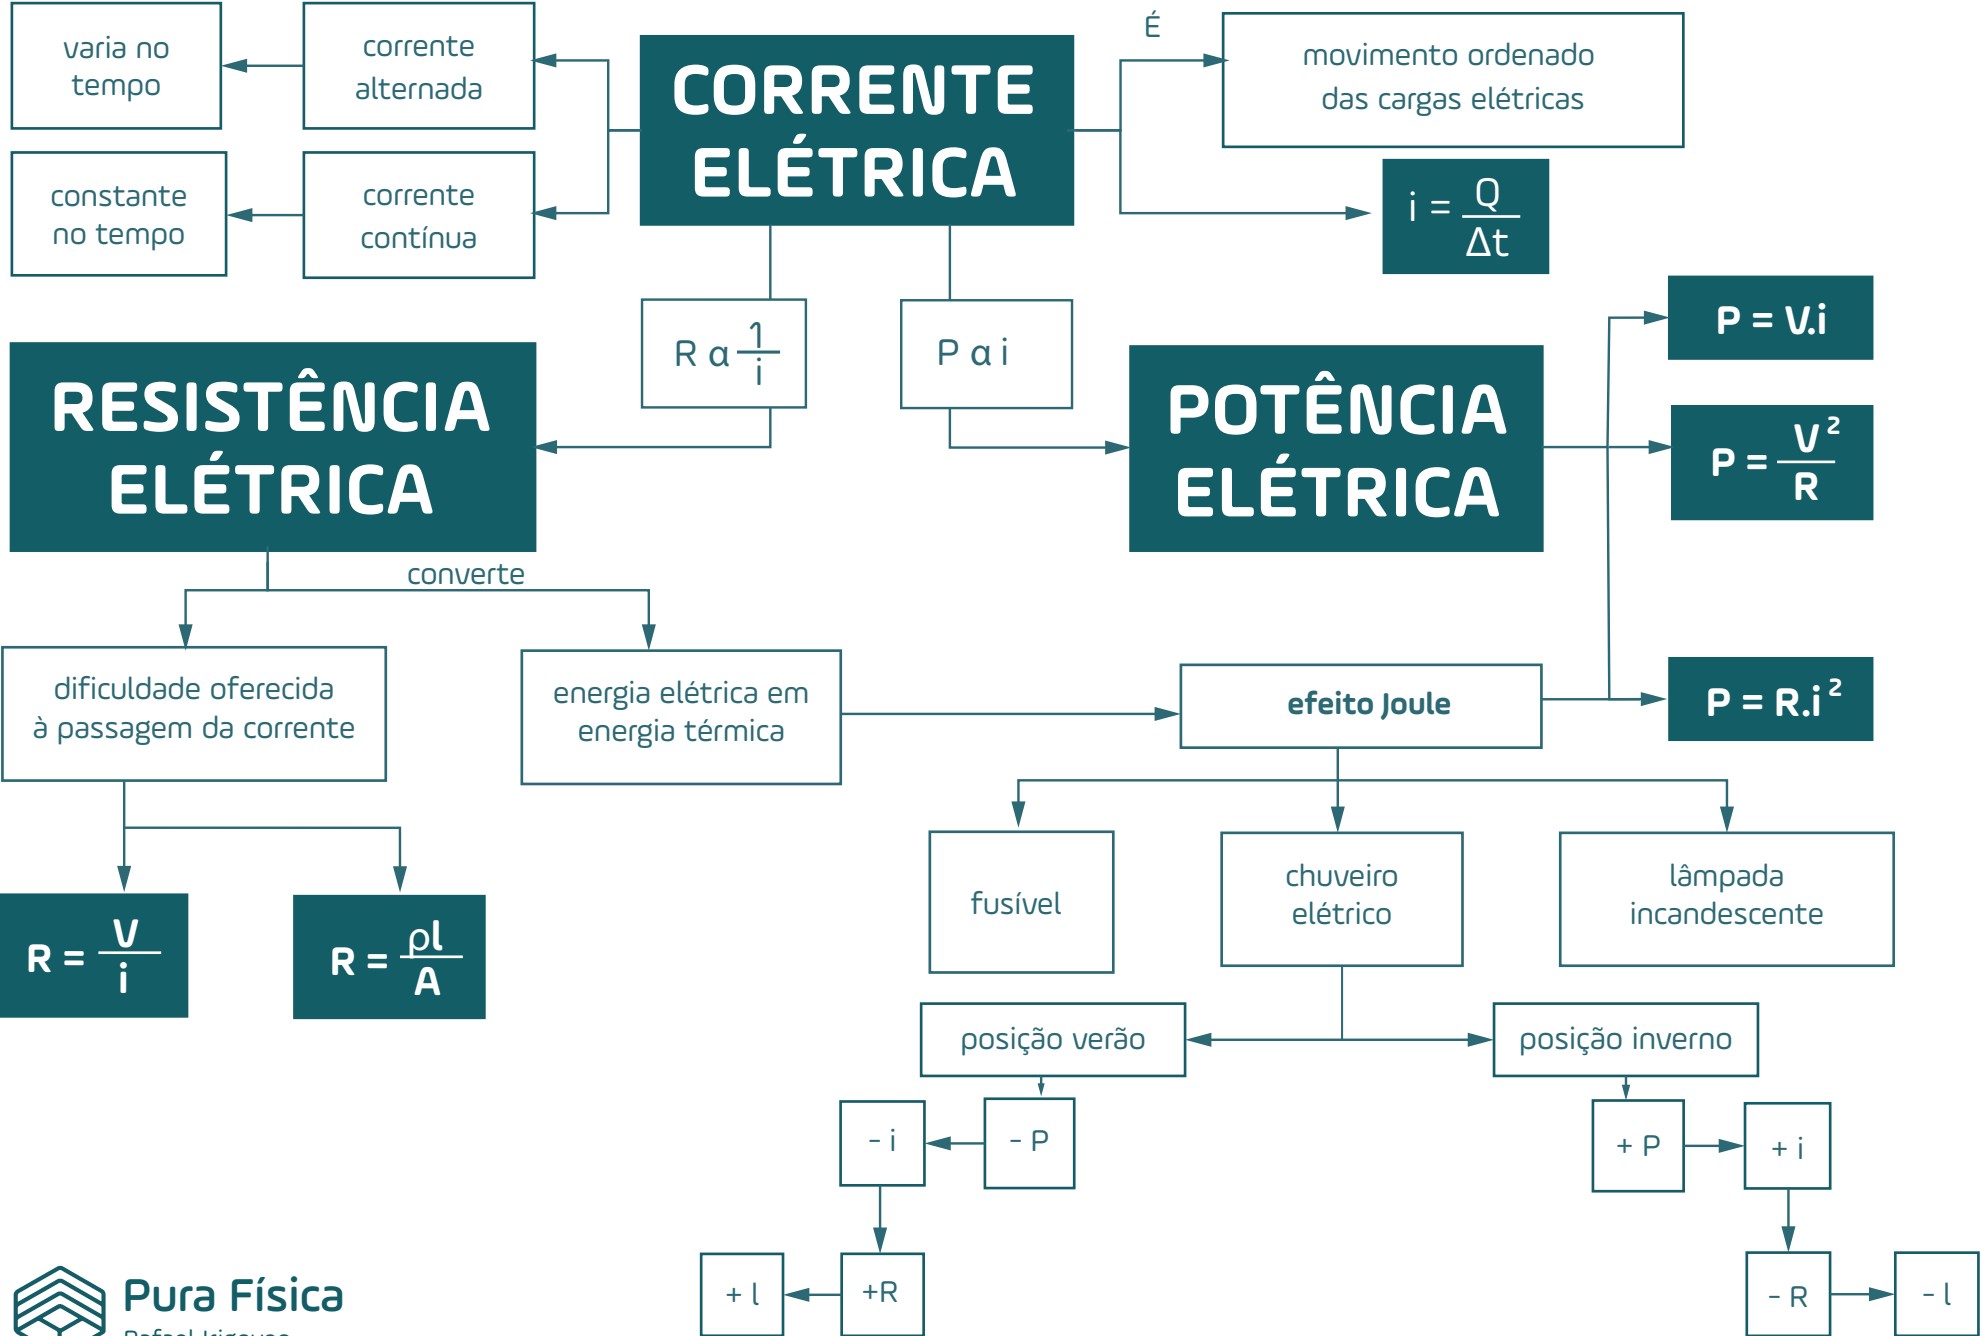 varia no
tempo
corrente
alternada
CORRENTE
ELÉTRICA
É
movimento ordenado
das cargas elétricas
constante
no tempo
corrente
contínua
i = Q
Δt
R α 1
i
P α i
P = V.i
RESISTÊNCIA
ELÉTRICA
POTÊNCIA
ELÉTRICA
P = V²
R
converte
dificuldade oferecida
à passagem da corrente
energia elétrica em
energia térmica
efeito Joule
P = R.i²
fusível
chuveiro
elétrico
lâmpada
incandescente
R = V
i
R = ρl
A
posição verão
posição inverno
- i
- P
+ P
+ i
+ l
+R
- R
- l
Pura Física
Rafael Irigoyen